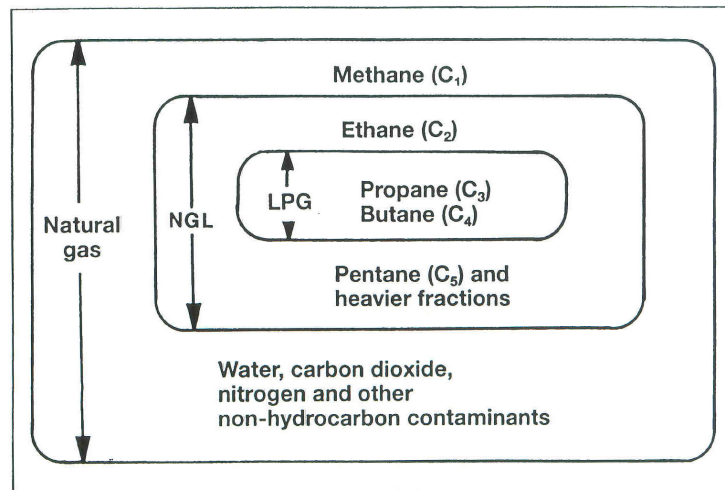 Methane (C₁)
Ethane (C₂)
LPG
Propane (C₃)
Butane (C₄)
Natural
gas
NGL
Pentane (C₅) and
heavier fractions
Water, carbon dioxide,
nitrogen and other
non-hydrocarbon contaminants